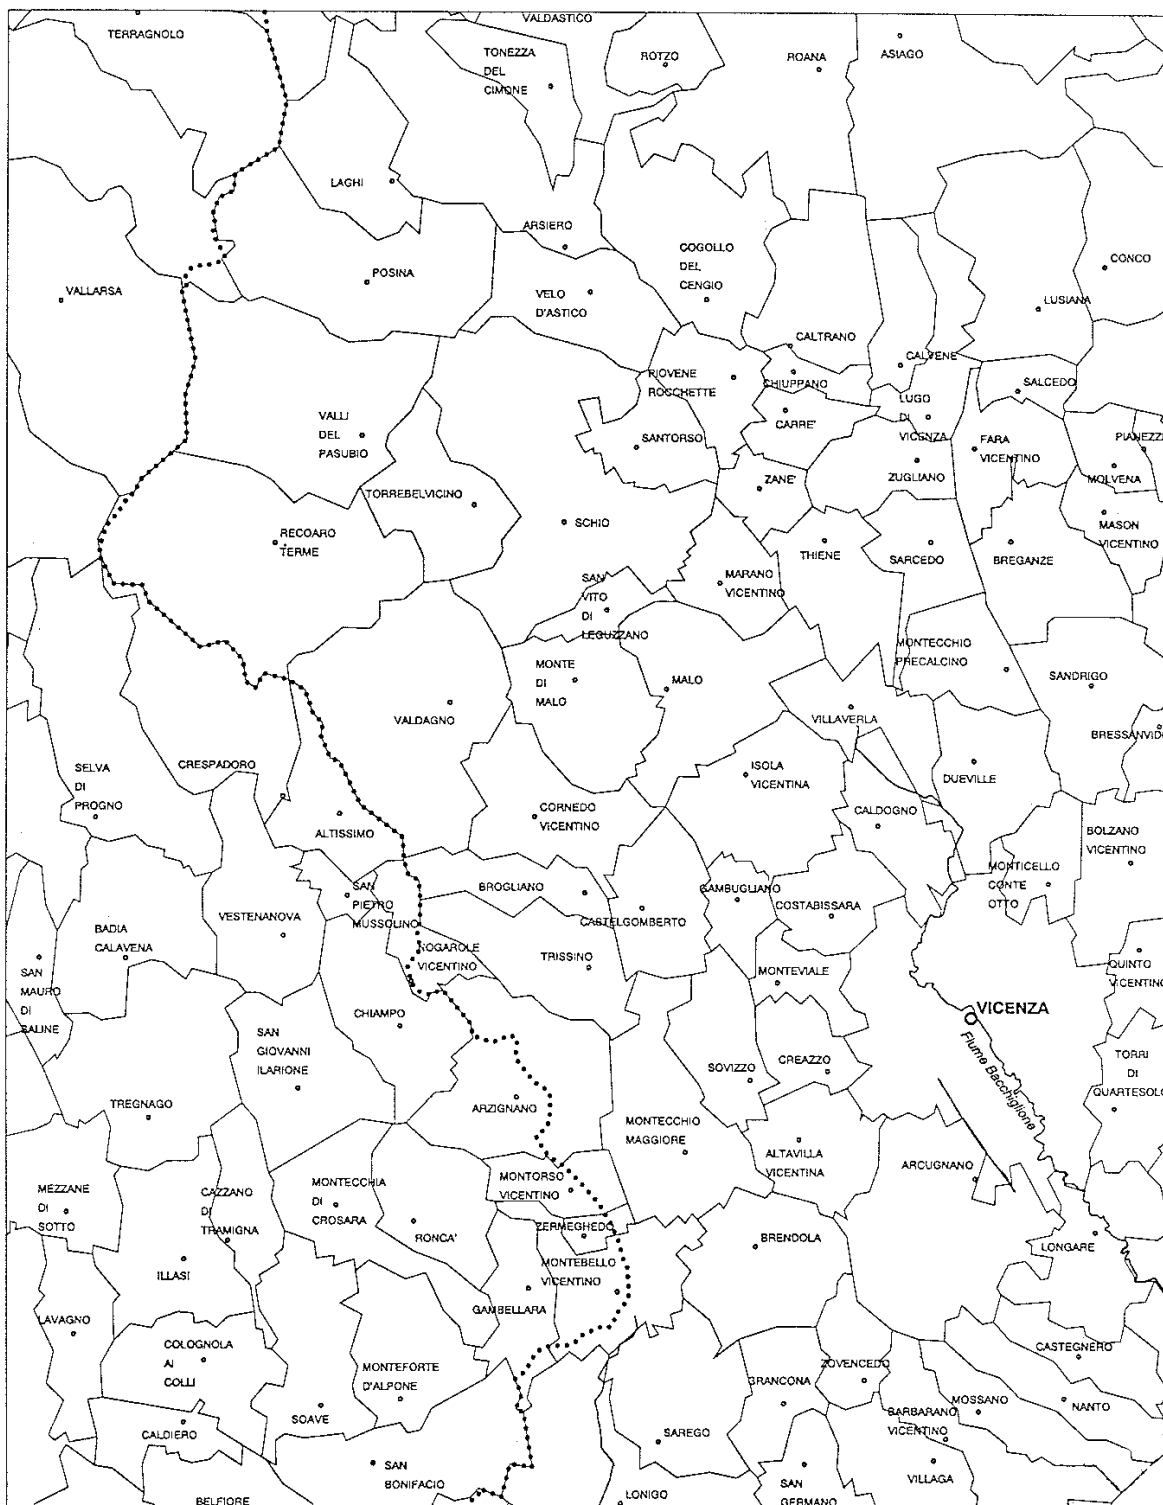 VALDASTICO
TERRAGNOLO
TONEZZA
DEL
CIMONE
ROTZO
ROANA
ASIAGO
LAGHI
ARSIERO
COGOLLO
DEL
CENGIO
CONCO
POSINA
VALLARSA
VELO
D'ASTICO
LUSIANA
CALTRANO
CALVENE
PIOVENE
ROCCHETTE
CHIUPPANO
SALCEDO
LUGO
DI
VICENZA
VALLI
DEL
PASUBIO
CARRE'
SANTORSO
FARA
VICENTINO
PIANEZZE
ZANE'
ZUGLIANO
MOLVENA
TORREBELVICINO
SCHIO
MASON
VICENTINO
RECOARO
TERME
THIENE
SARCEDO
BREGANZE
SAN
VITO
DI
LEGUZZANO
MARANO
VICENTINO
MONTECCHIO
PRECALCINO
MONTE
DI
MALO
MALO
SANDRIGO
VALDAGNO
VILLAVERLA
BRESSANVIDO
SELVA
DI
PROGNO
CRESPADORO
ISOLA
VICENTINA
DUEVILLE
ALTISSIMO
CORNEDO
VICENTINO
CALDOGNO
BOLZANO
VICENTINO
MONTICELLO
CONTE
OTTO
SAN
PIETRO
MUSSOLINO
BROGLIANO
GAMBUGLIANO
COSTABISSARA
VESTENANOVA
CASTELGOMBERTO
BADIA
CALAVENA
NOGAROLE
VICENTINO
TRISSINO
MONTEVIALE
QUINTO
VICENTINO
SAN
MAURO
DI
SALINE
CHIAMPO
VICENZA
Fiume Bacchiglione
SAN
GIOVANNI
ILARIONE
SOVIZZO
CREAZZO
TORRI
DI
QUARTESOLO
TREGNAGO
ARZIGNANO
MONTECCHIO
MAGGIORE
ALTAVILLA
VICENTINA
ARCUGNANO
MEZZANE
DI
SOTTO
CAZZANO
DI
TRAMIGNA
MONTECCHIA
DI
CROSARA
MONTORSO
VICENTINO
RONCA'
ZERMEGHEDO
BRENDOLA
LONGARE
ILLASI
MONTEBELLO
VICENTINO
GAMBELLARA
LAVAGNO
COLOGNOLA
AI
COLLI
MONTEFORTE
D'ALPONE
ZOVENCEDO
CASTEGNERO
GRANCONA
MOSSANO
NANTO
BARBARANO
VICENTINO
SOAVE
CALDIERO
SAREGO
SAN
BONIFACIO
SAN
GERMANO
VILLAGA
BELFIORE
LONIGO